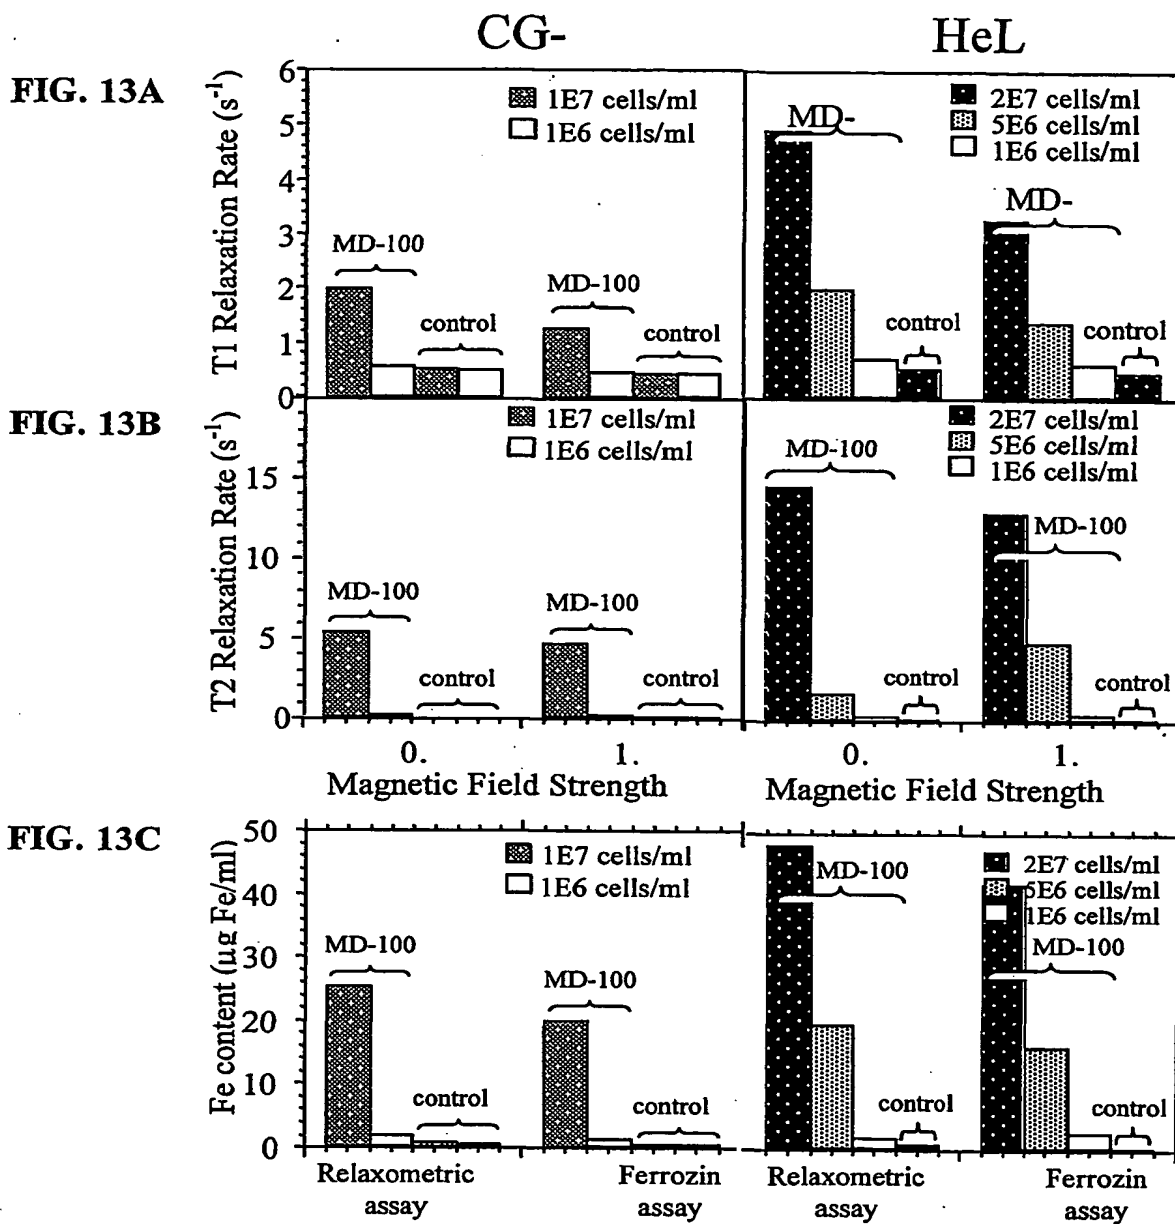 CG-
HeL
FIG. 13A
T1 Relaxation Rate (s-1)
6
5
4
3
2
1
0
1E7 cells/ml
1E6 cells/ml
MD-100
control
MD-100
control
2E7 cells/ml
5E6 cells/ml
1E6 cells/ml
MD-
control
MD-
control
FIG. 13B
T2 Relaxation Rate (s-1)
15
10
5
0
1E7 cells/ml
1E6 cells/ml
MD-100
control
MD-100
control
2E7 cells/ml
5E6 cells/ml
1E6 cells/ml
MD-100
control
MD-100
control
0.
1.
0.
1.
Magnetic Field Strength
Magnetic Field Strength
FIG. 13C
Fe content (µg Fe/ml)
50
40
30
20
10
0
1E7 cells/ml
1E6 cells/ml
MD-100
control
MD-100
control
2E7 cells/ml
5E6 cells/ml
1E6 cells/ml
MD-100
control
MD-100
control
Relaxometric
assay
Ferrozin
assay
Relaxometric
assay
Ferrozin
assay